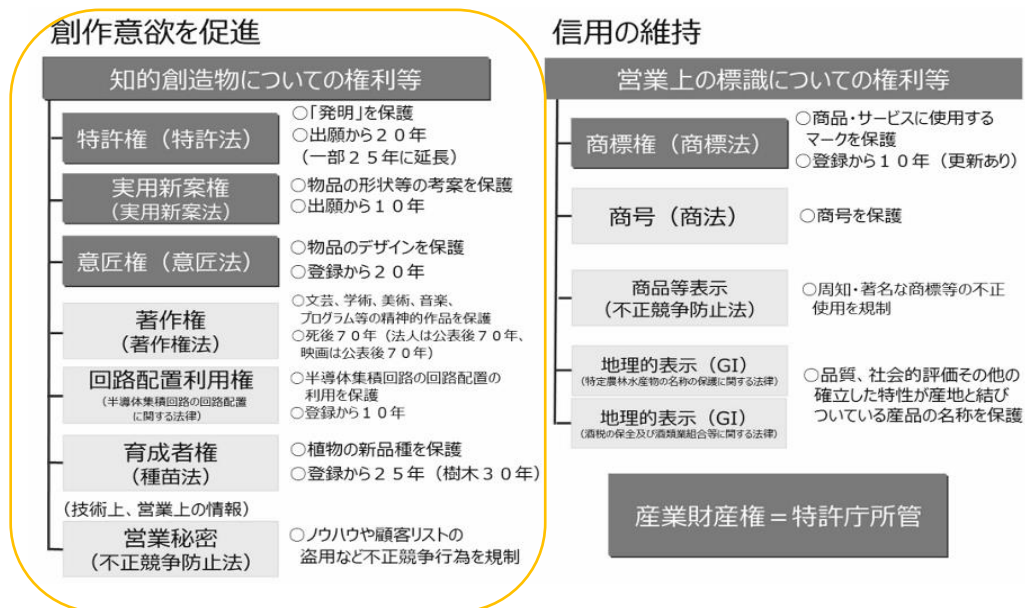 創作意欲を促進
知的創造物についての権利等
特許権（特許法）
○「発明」を保護
○出願から２０年
（一部２５年に延長）
実用新案権
（実用新案法）
○物品の形状等の考案を保護
○出願から１０年
意匠権（意匠法）
○物品のデザインを保護
○登録から２０年
著作権
（著作権法）
○文芸、学術、美術、音楽、
プログラム等の精神的作品を保護
○死後７０年（法人は公表後７０年、
映画は公表後７０年）
回路配置利用権
（半導体集積回路の回路配置
に関する法律）
○半導体集積回路の回路配置の
利用を保護
○登録から１０年
育成者権
（種苗法）
○植物の新品種を保護
○登録から２５年（樹木３０年）
（技術上、営業上の情報）
営業秘密
（不正競争防止法）
○ノウハウや顧客リストの
盗用など不正競争行為を規制
信用の維持
営業上の標識についての権利等
商標権（商標法）
○商品・サービスに使用する
マークを保護
○登録から１０年（更新あり）
商号（商法）
○商号を保護
商品等表示
（不正競争防止法）
○周知・著名な商標等の不正
使用を規制
地理的表示（GI）
（特定農林水産物の名称の保護に関する法律）
地理的表示（GI）
（酒税の保全及び酒類業組合等に関する法律）
○品質、社会的評価その他の
確立した特性が産地と結び
ついている産品の名称を保護
産業財産権＝特許庁所管